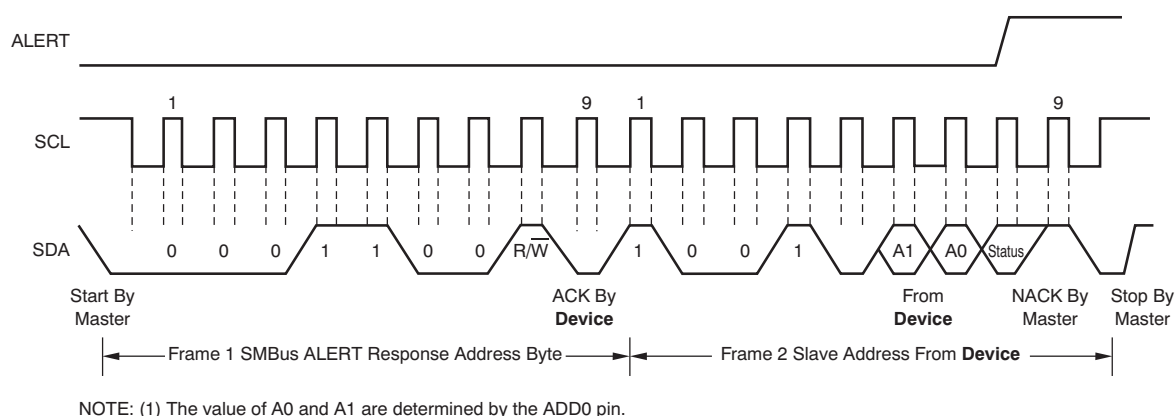 ALERT
1 9 1 9
SCL
SDA 0 0 0 1 1 0 0 R/W̅ 1 0 0 1 A1 A0 Status
Start By
Master
ACK By
Device
From
Device
NACK By
Master
Stop By
Master
Frame 1 SMBus ALERT Response Address Byte
Frame 2 Slave Address From Device
NOTE: (1) The value of A0 and A1 are determined by the ADD0 pin.